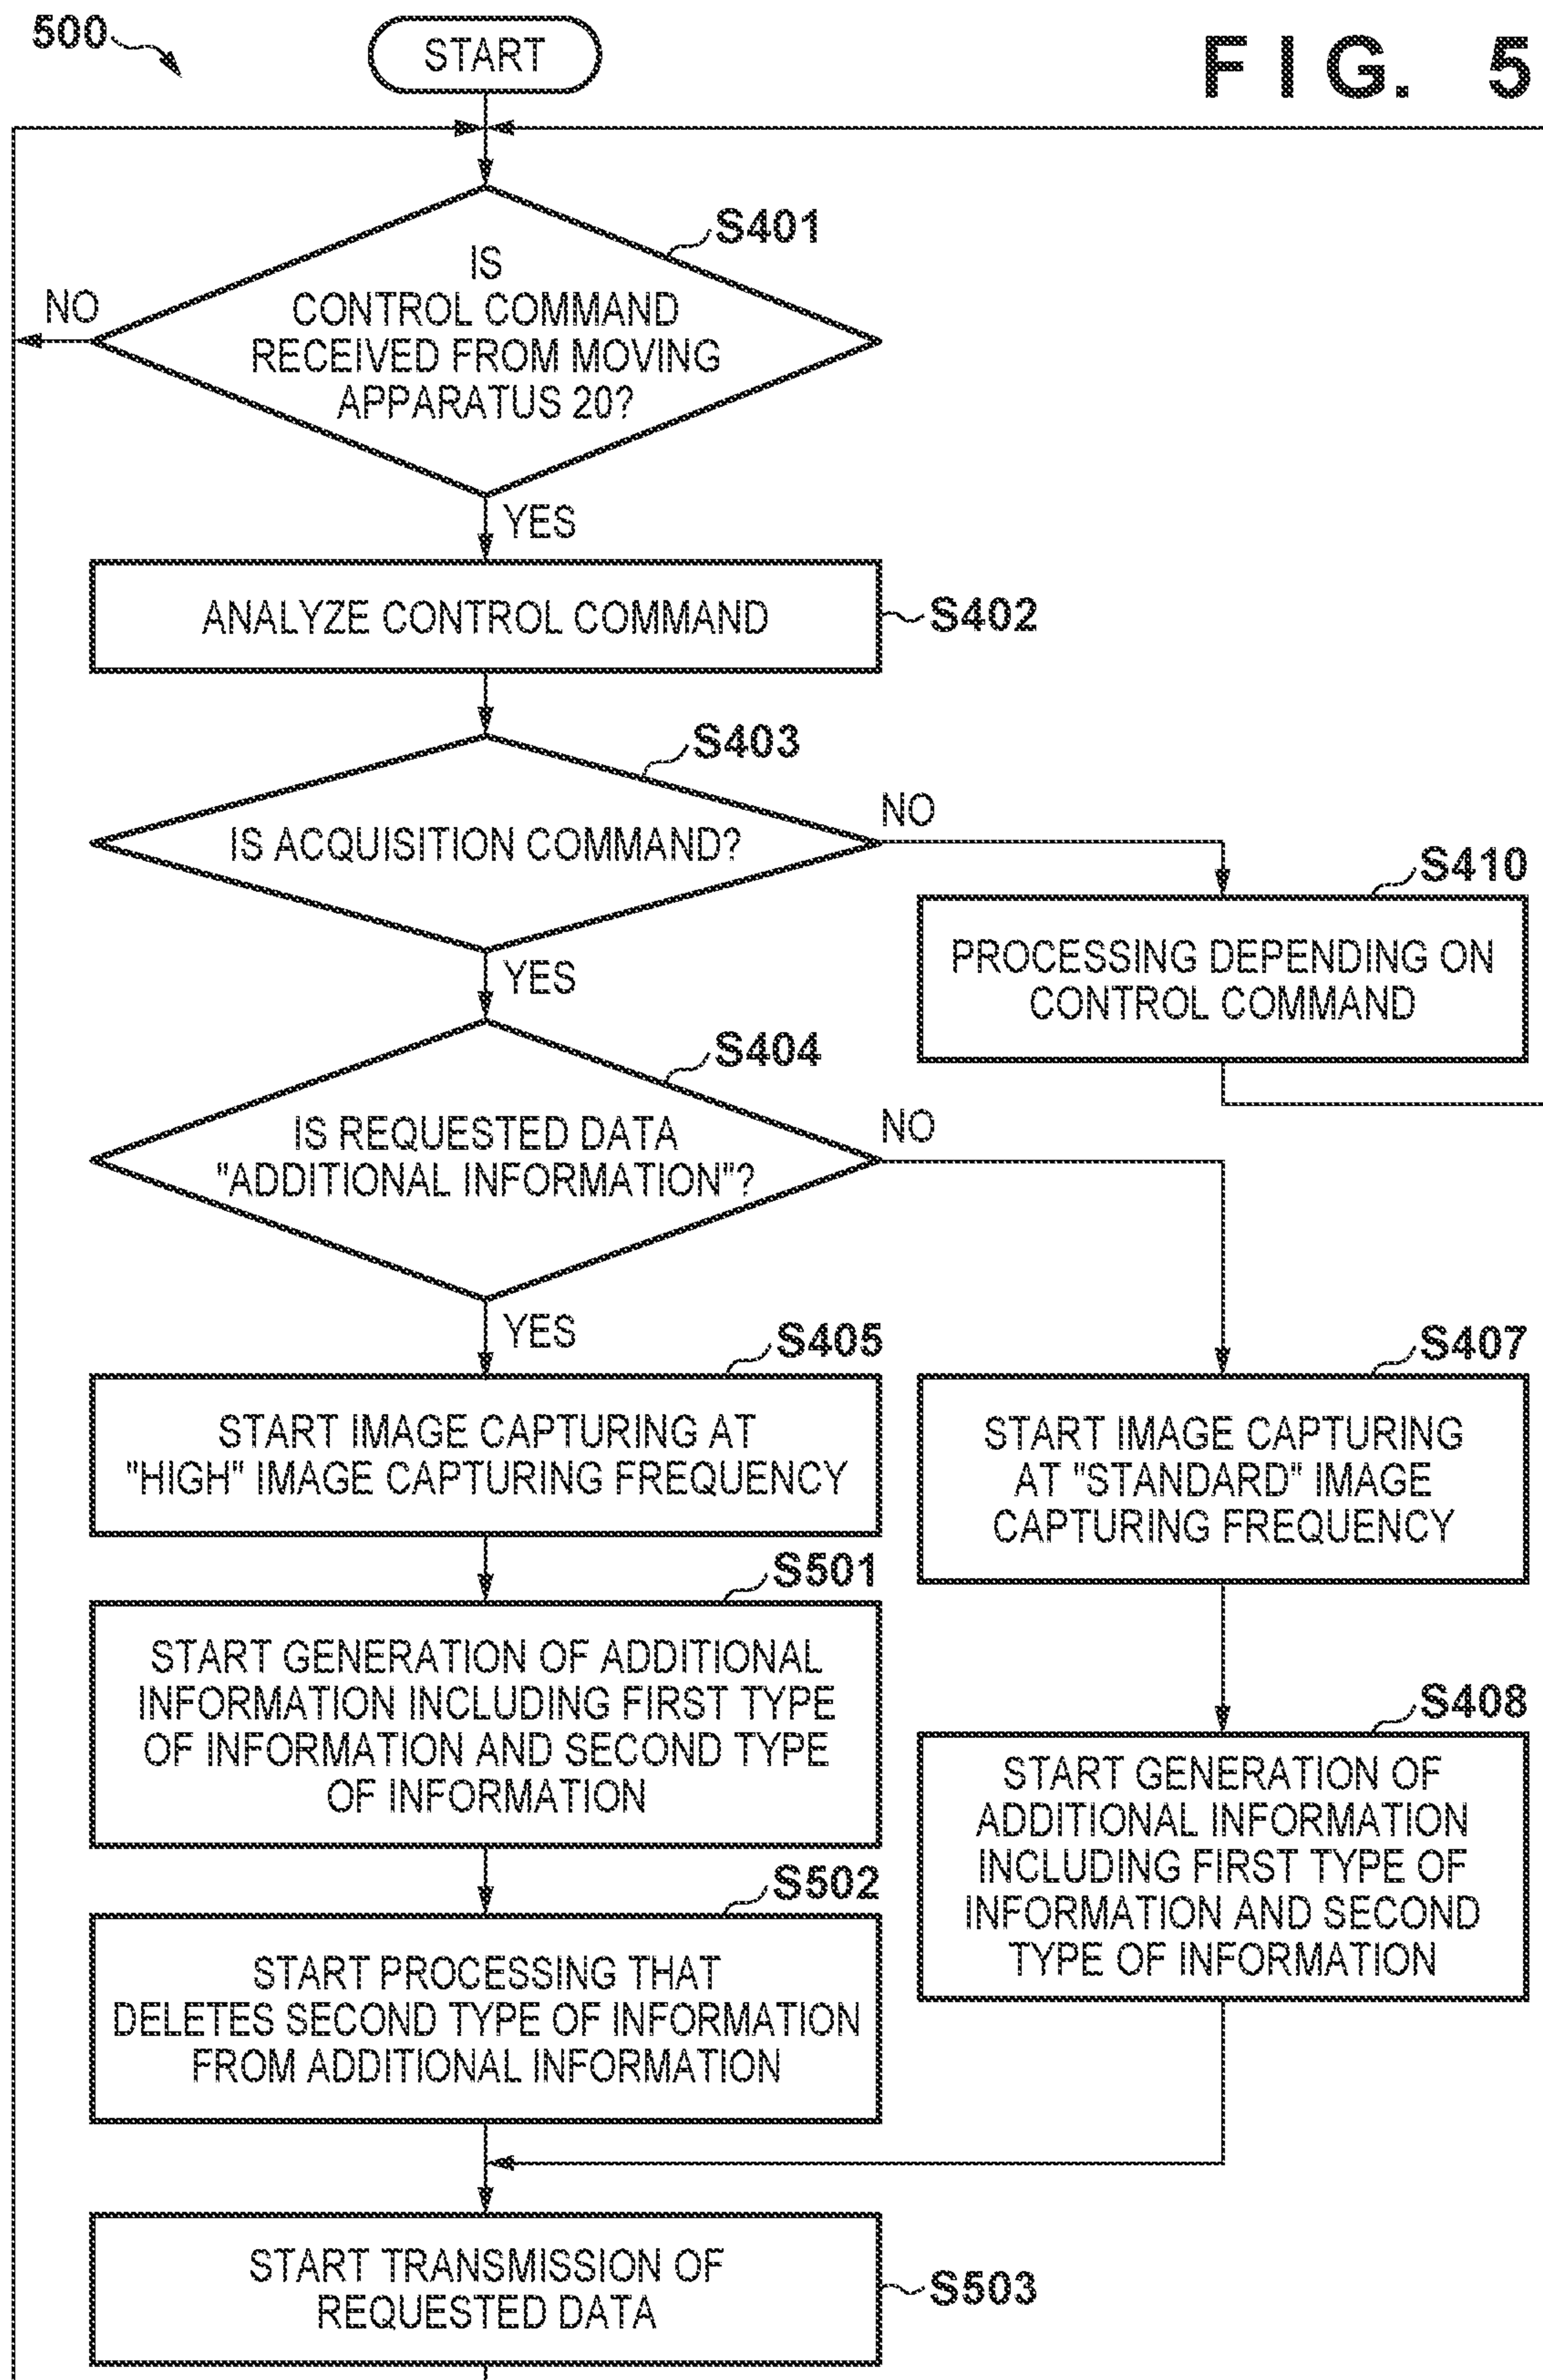 500
START
FIG. 5
S401
IS
CONTROL COMMAND
RECEIVED FROM MOVING
APPARATUS 20?
NO
YES
ANALYZE CONTROL COMMAND
S402
S403
IS ACQUISITION COMMAND?
NO
YES
S410
PROCESSING DEPENDING ON
CONTROL COMMAND
S404
IS REQUESTED DATA
"ADDITIONAL INFORMATION"?
NO
YES
S405
START IMAGE CAPTURING AT
"HIGH" IMAGE CAPTURING FREQUENCY
S407
START IMAGE CAPTURING
AT "STANDARD" IMAGE
CAPTURING FREQUENCY
S501
START GENERATION OF ADDITIONAL
INFORMATION INCLUDING FIRST TYPE
OF INFORMATION AND SECOND TYPE
OF INFORMATION
S408
START GENERATION OF
ADDITIONAL INFORMATION
INCLUDING FIRST TYPE OF
INFORMATION AND SECOND
TYPE OF INFORMATION
S502
START PROCESSING THAT
DELETES SECOND TYPE OF INFORMATION
FROM ADDITIONAL INFORMATION
START TRANSMISSION OF
REQUESTED DATA
S503